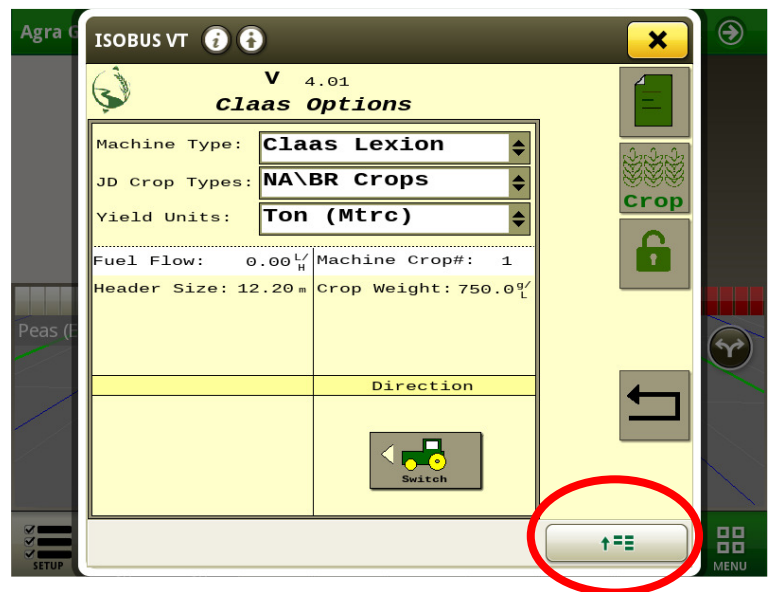 Agra G
ISOBUS VT
V 4.01
Claas Options
Machine Type: Claas Lexion
JD Crop Types: NA\BR Crops
Yield Units: Ton (Mtrc)
Crop
Fuel Flow: 0.00 L/H
Machine Crop#: 1
Header Size: 12.20 m
Crop Weight: 750.0 g/L
Peas (E
Direction
Switch
SETUP
MENU